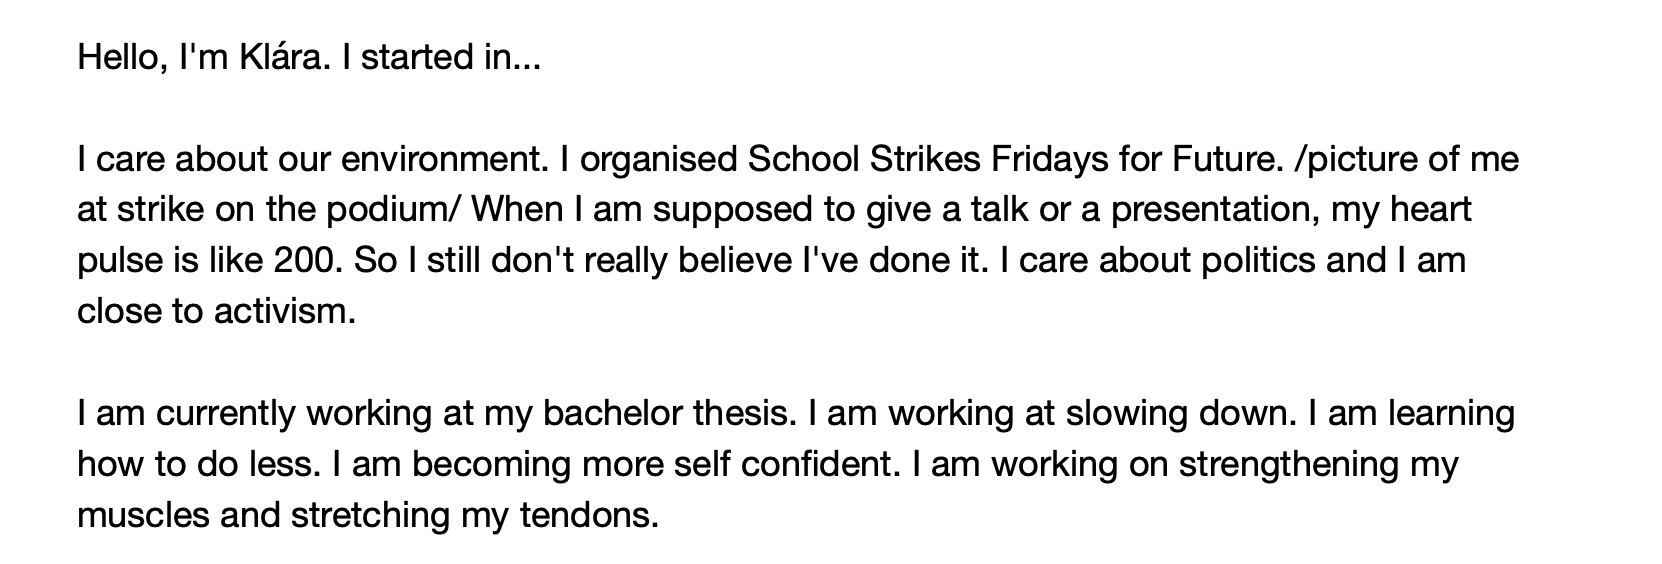 Hello, I'm Klára. I started in...
I care about our environment. I organised School Strikes Fridays for Future. /picture of me
at strike on the podium/ When I am supposed to give a talk or a presentation, my heart
pulse is like 200. So I still don't really believe I've done it. I care about politics and I am
close to activism.
I am currently working at my bachelor thesis. I am working at slowing down. I am learning
how to do less. I am becoming more self confident. I am working on strengthening my
muscles and stretching my tendons.